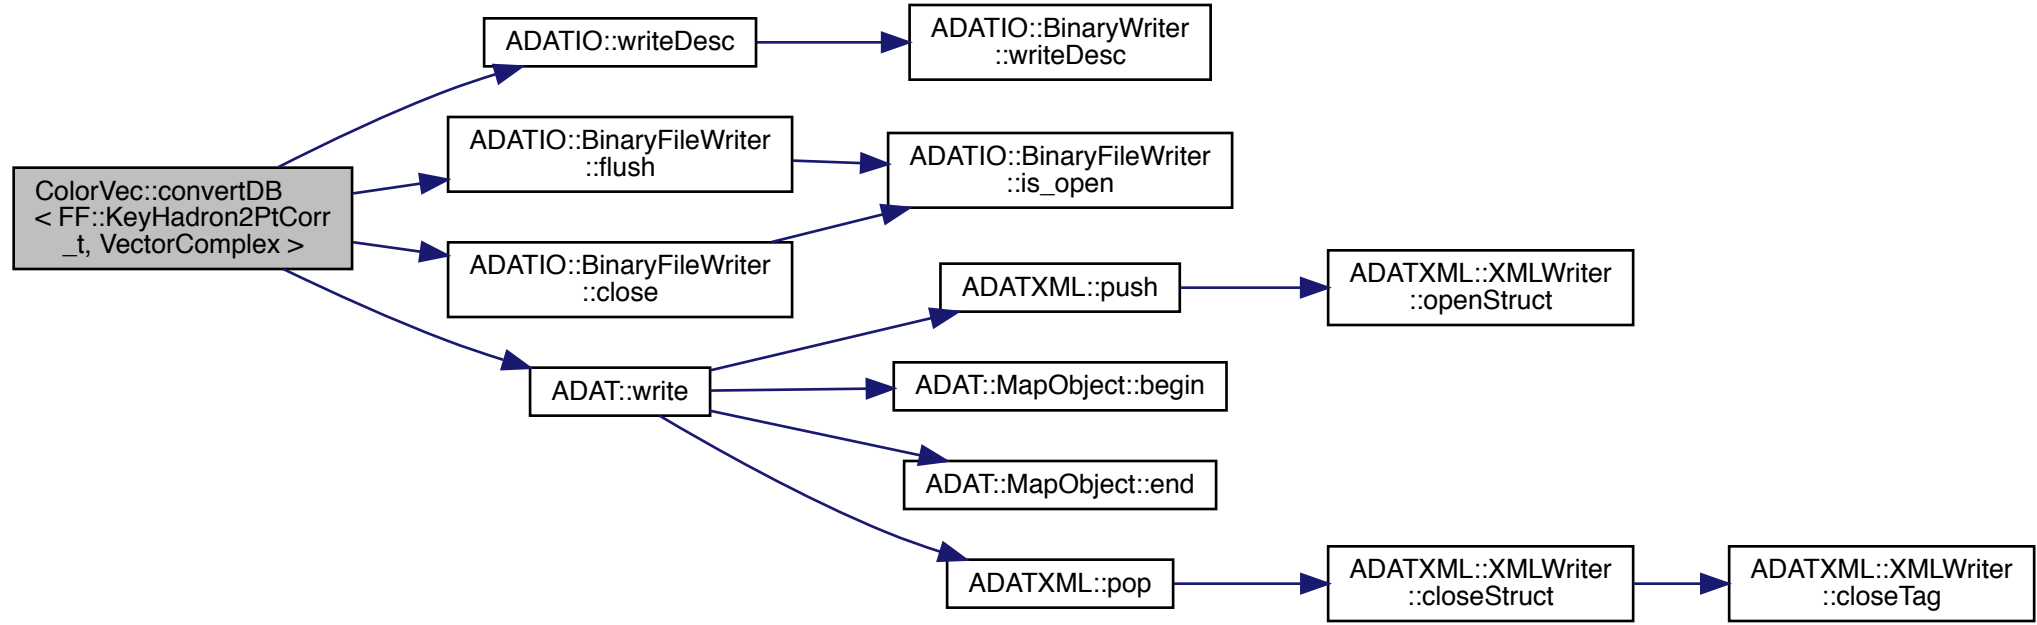 ColorVec::convertDB
< FF::KeyHadron2PtCorr
_t, VectorComplex >
ADATIO::writeDesc
ADATIO::BinaryWriter
::writeDesc
ADATIO::BinaryFileWriter
::flush
ADATIO::BinaryFileWriter
::is_open
ADATIO::BinaryFileWriter
::close
ADAT::write
ADATXML::push
ADATXML::XMLWriter
::openStruct
ADAT::MapObject::begin
ADAT::MapObject::end
ADATXML::pop
ADATXML::XMLWriter
::closeStruct
ADATXML::XMLWriter
::closeTag